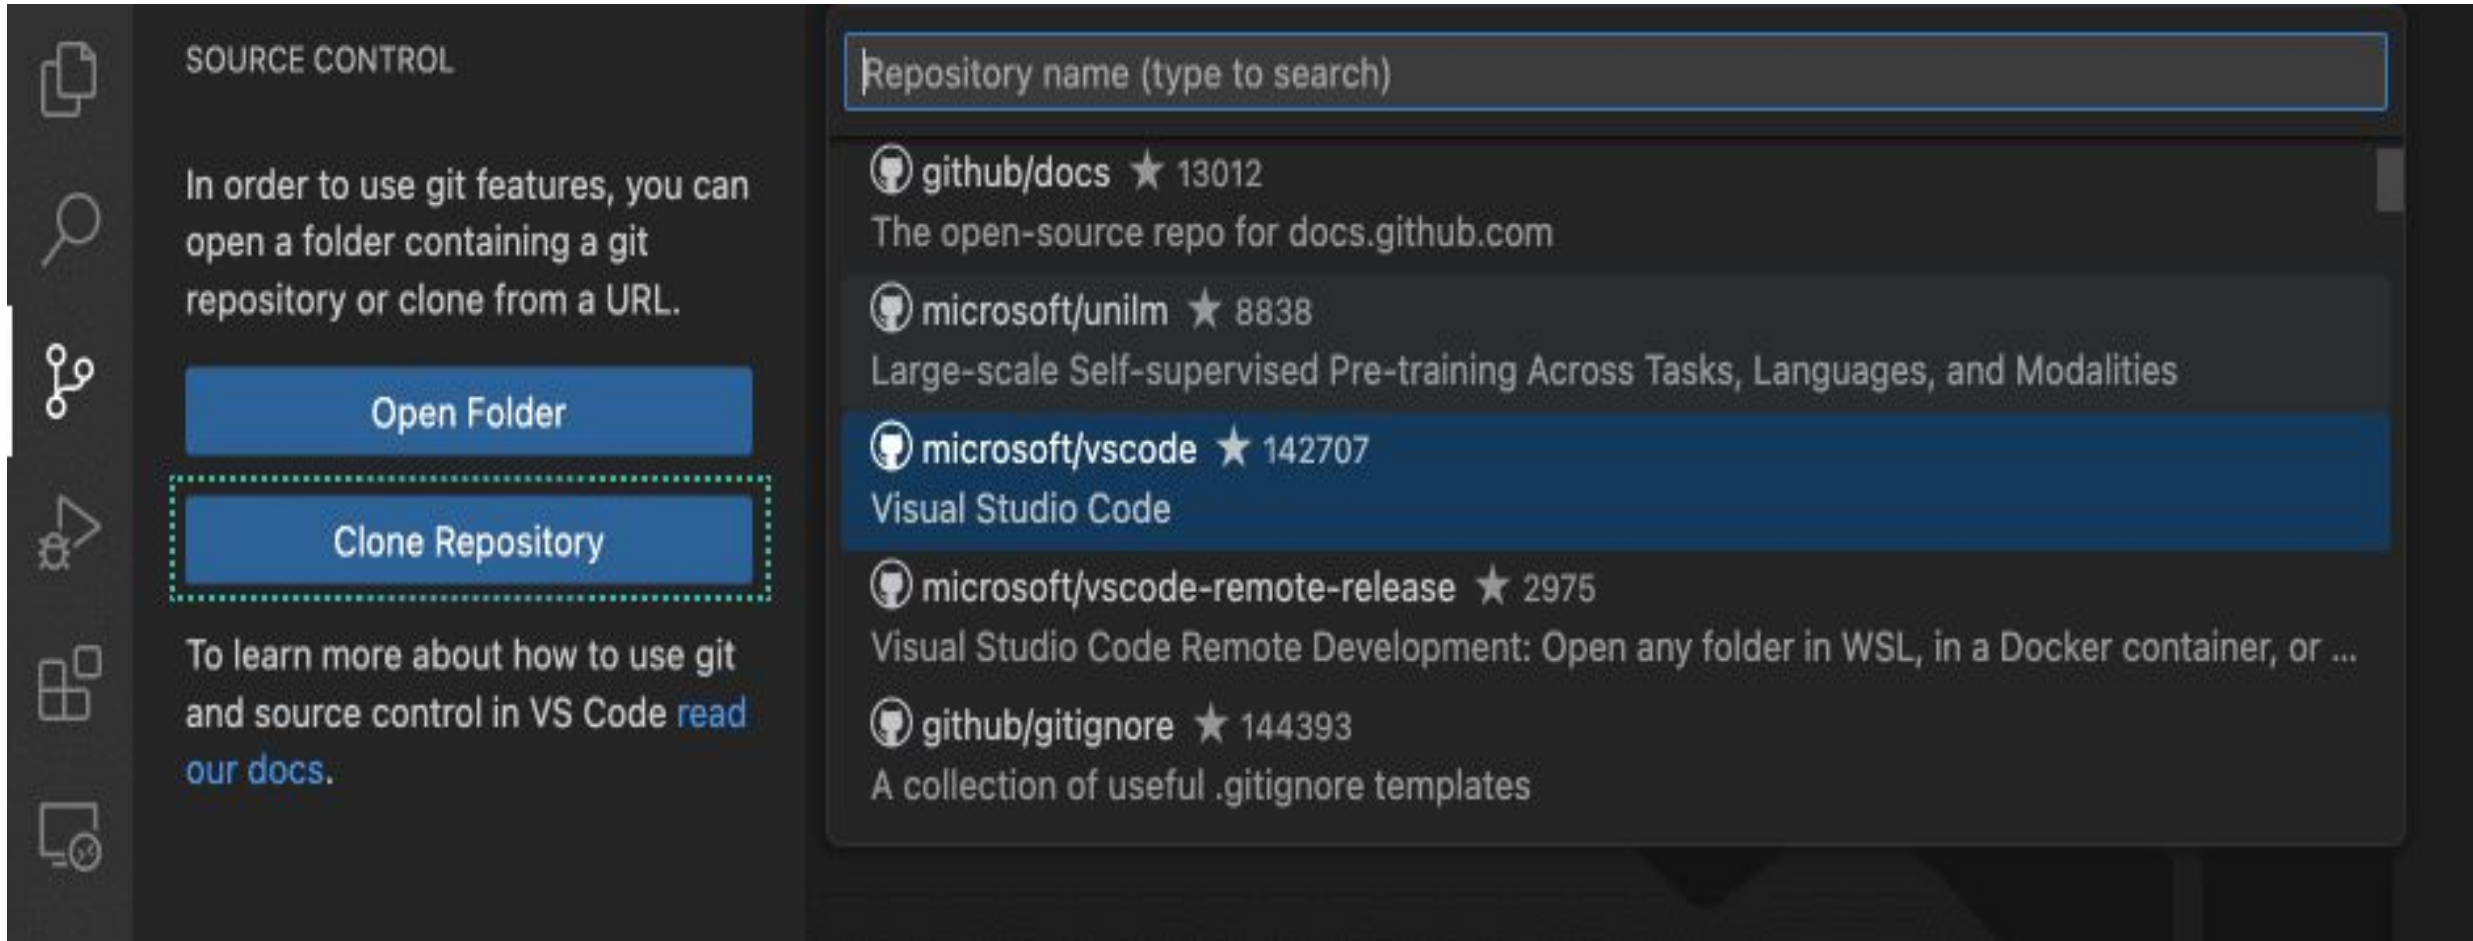 SOURCE CONTROL
In order to use git features, you can
open a folder containing a git
repository or clone from a URL.
Open Folder
Clone Repository
To learn more about how to use git
and source control in VS Code read
our docs.
Repository name (type to search)
github/docs ★ 13012
The open-source repo for docs.github.com
microsoft/unilm ★ 8838
Large-scale Self-supervised Pre-training Across Tasks, Languages, and Modalities
microsoft/vscode ★ 142707
Visual Studio Code
microsoft/vscode-remote-release ★ 2975
Visual Studio Code Remote Development: Open any folder in WSL, in a Docker container, or ...
github/gitignore ★ 144393
A collection of useful .gitignore templates